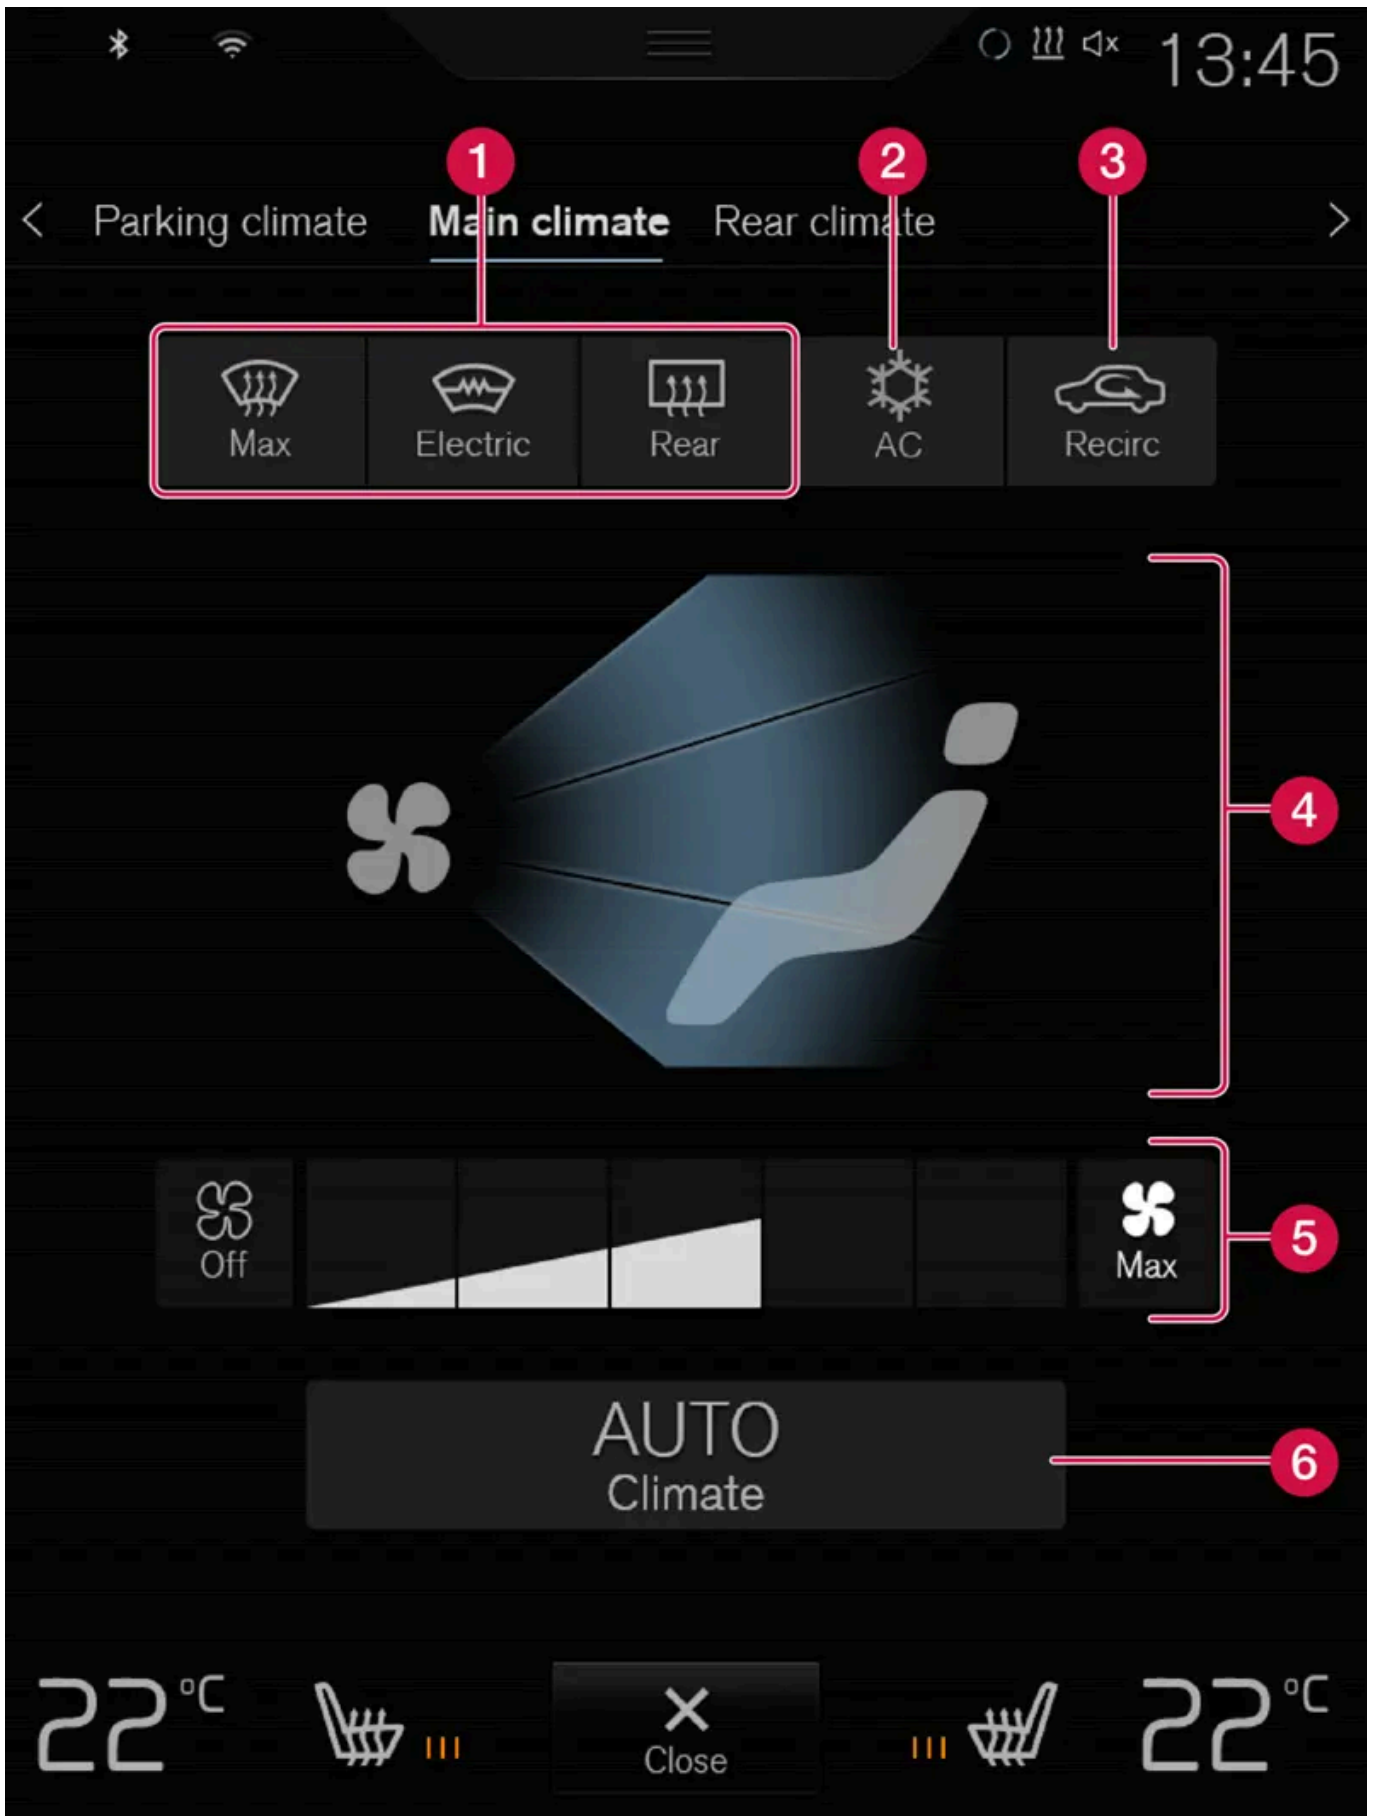 13:45
1 2 3
Parking climate Main climate Rear climate
Max Electric Rear AC Recirc
4
Off Max
5
AUTO
Climate
6
22°C 22°C
Close